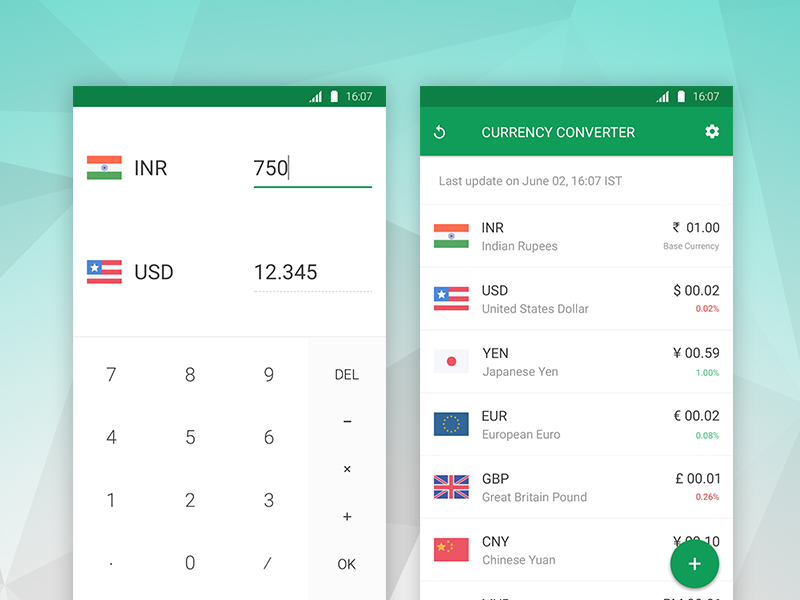 16:07
INR 750
USD 12.345
7 8 9 DEL
4 5 6 −
×
1 2 3 +
. 0 / OK
16:07
CURRENCY CONVERTER
Last update on June 02, 16:07 IST
INR ₹ 01.00
Indian Rupees Base Currency
USD $ 00.02
United States Dollar 0.02%
YEN ¥ 00.59
Japanese Yen 1.00%
EUR € 00.02
European Euro 0.08%
GBP £ 00.01
Great Britain Pound 0.26%
CNY ¥ 00.10
Chinese Yuan +